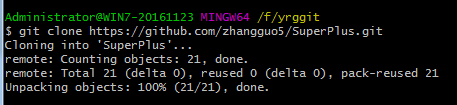 Administrator@WIN7-20161123 MINGW64 /f/yrggit
$ git clone https://github.com/zhangguo5/SuperPlus.git
Cloning into 'SuperPlus'...
remote: Counting objects: 21, done.
remote: Total 21 (delta 0), reused 0 (delta 0), pack-reused 21
Unpacking objects: 100% (21/21), done.